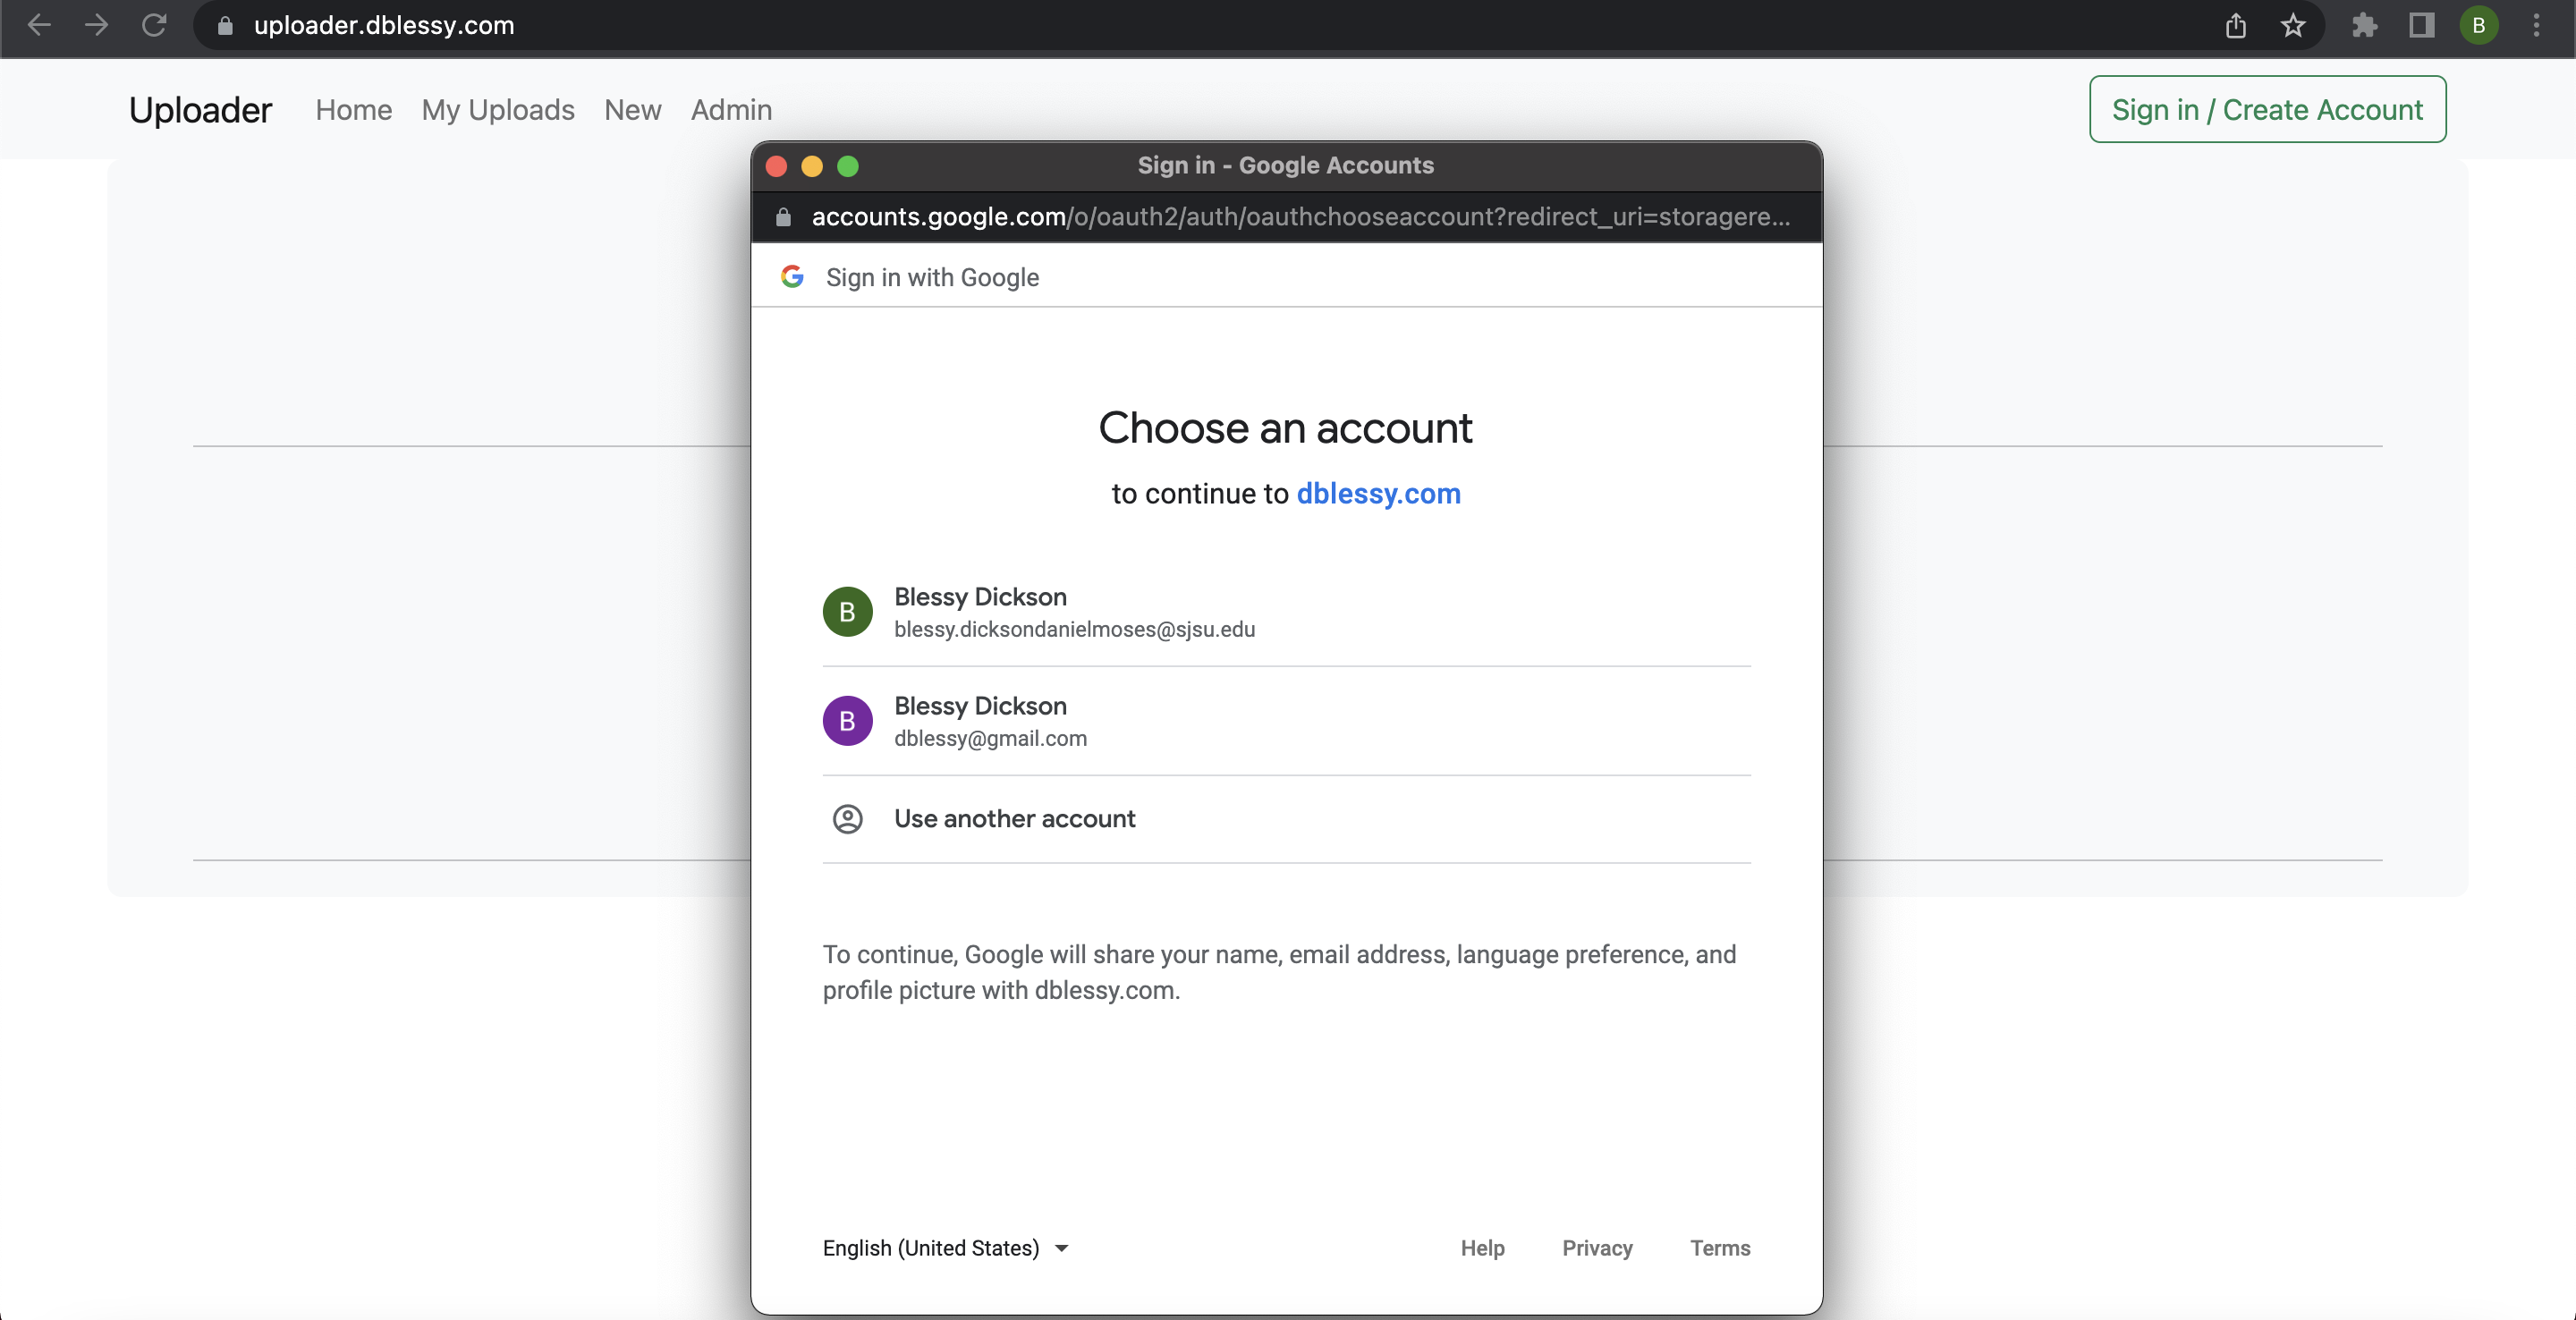 uploader.dblessy.com
B
Uploader Home My Uploads New Admin
Sign in / Create Account
Sign in - Google Accounts
accounts.google.com/o/oauth2/auth/oauthchooseaccount?redirect_uri=storagere...
Sign in with Google
Choose an account
to continue to dblessy.com
B
Blessy Dickson
blessy.dicksondanielmoses@sjsu.edu
B
Blessy Dickson
dblessy@gmail.com
Use another account
To continue, Google will share your name, email address, language preference, and
profile picture with dblessy.com.
English (United States)
Help Privacy Terms